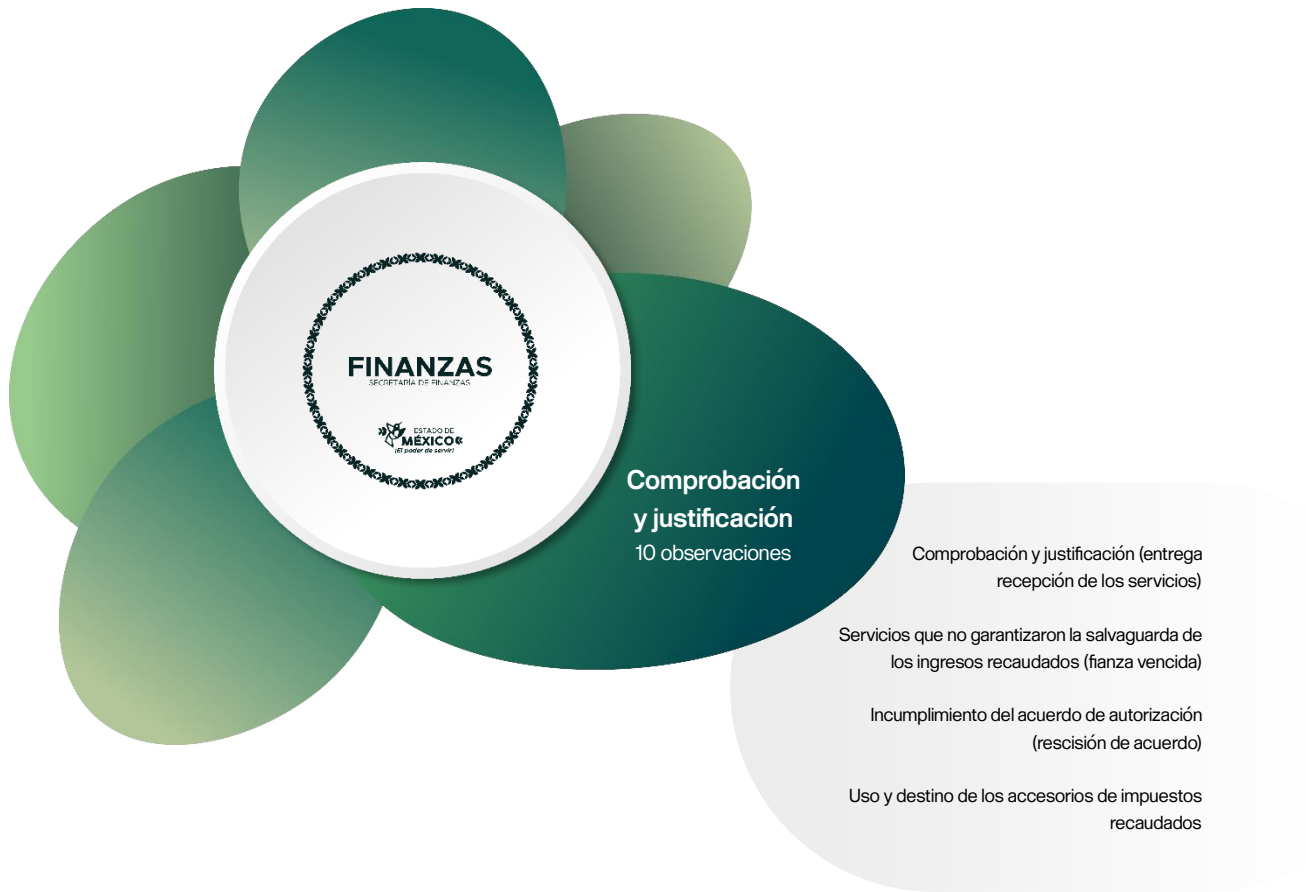 FINANZAS
SECRETARÍA DE FINANZAS
ESTADO DE
MÉXICO
¡El poder de servir!
Comprobación
y justificación
10 observaciones
Comprobación y justificación (entrega
recepción de los servicios)
Servicios que no garantizaron la salvaguarda de
los ingresos recaudados (fianza vencida)
Incumplimiento del acuerdo de autorización
(rescisión de acuerdo)
Uso y destino de los accesorios de impuestos
recaudados